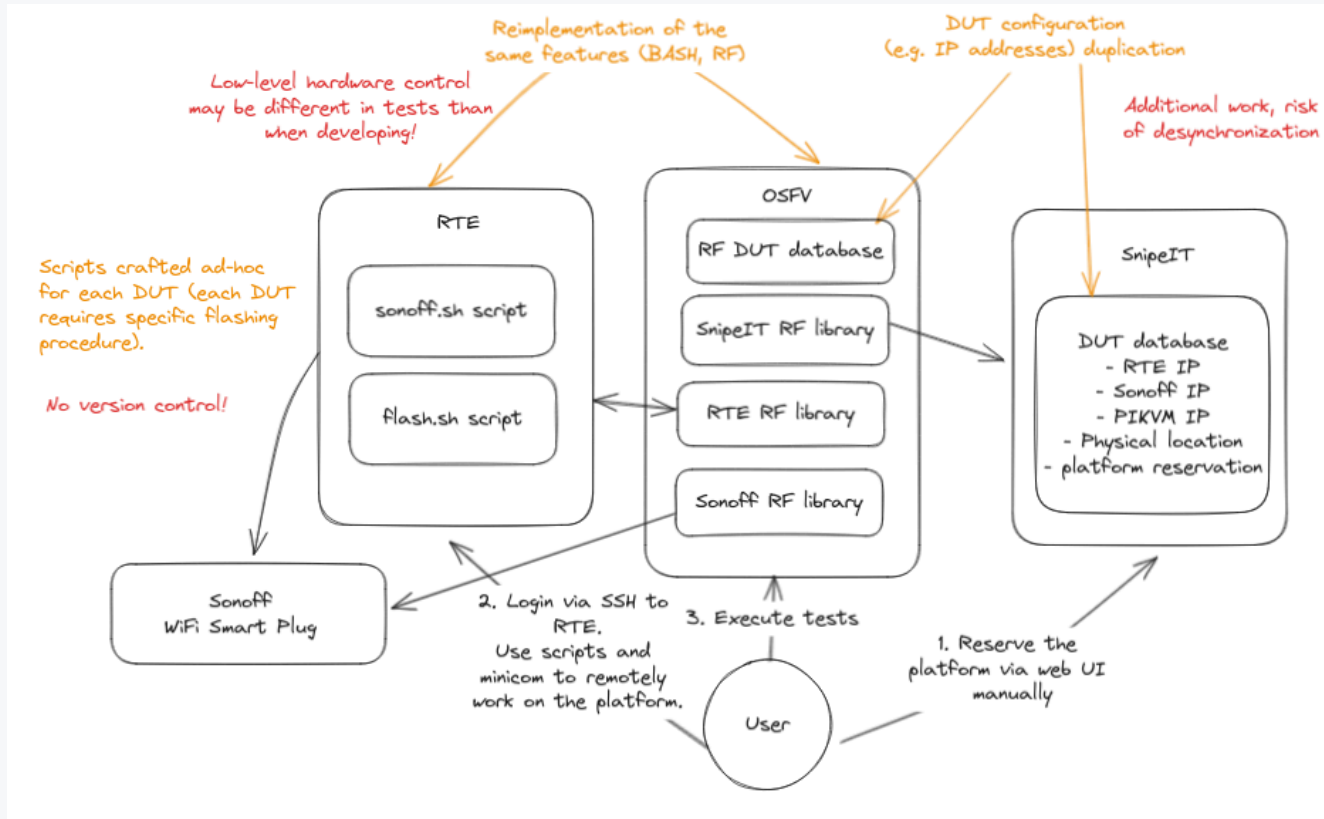 Reimplementation of the
same features (BASH, RF)
DUT configuration
(e.g. IP addresses) duplication
Low-level hardware control
may be different in tests than
when developing!
Additional work, risk
of desynchronization
Scripts crafted ad-hoc
for each DUT (each DUT
requires specific flashing
procedure).
No version control!
RTE
sonoff.sh script
flash.sh script
OSFV
RF DUT database
SnipeIT RF library
RTE RF library
Sonoff RF library
SnipeIT
DUT database
- RTE IP
- Sonoff IP
- PIKVM IP
- Physical location
- platform reservation
Sonoff
WiFi Smart Plug
2. Login via SSH to
RTE.
Use scripts and
minicom to remotely
work on the platform.
3. Execute tests
1. Reserve the
platform via web UI
manually
User